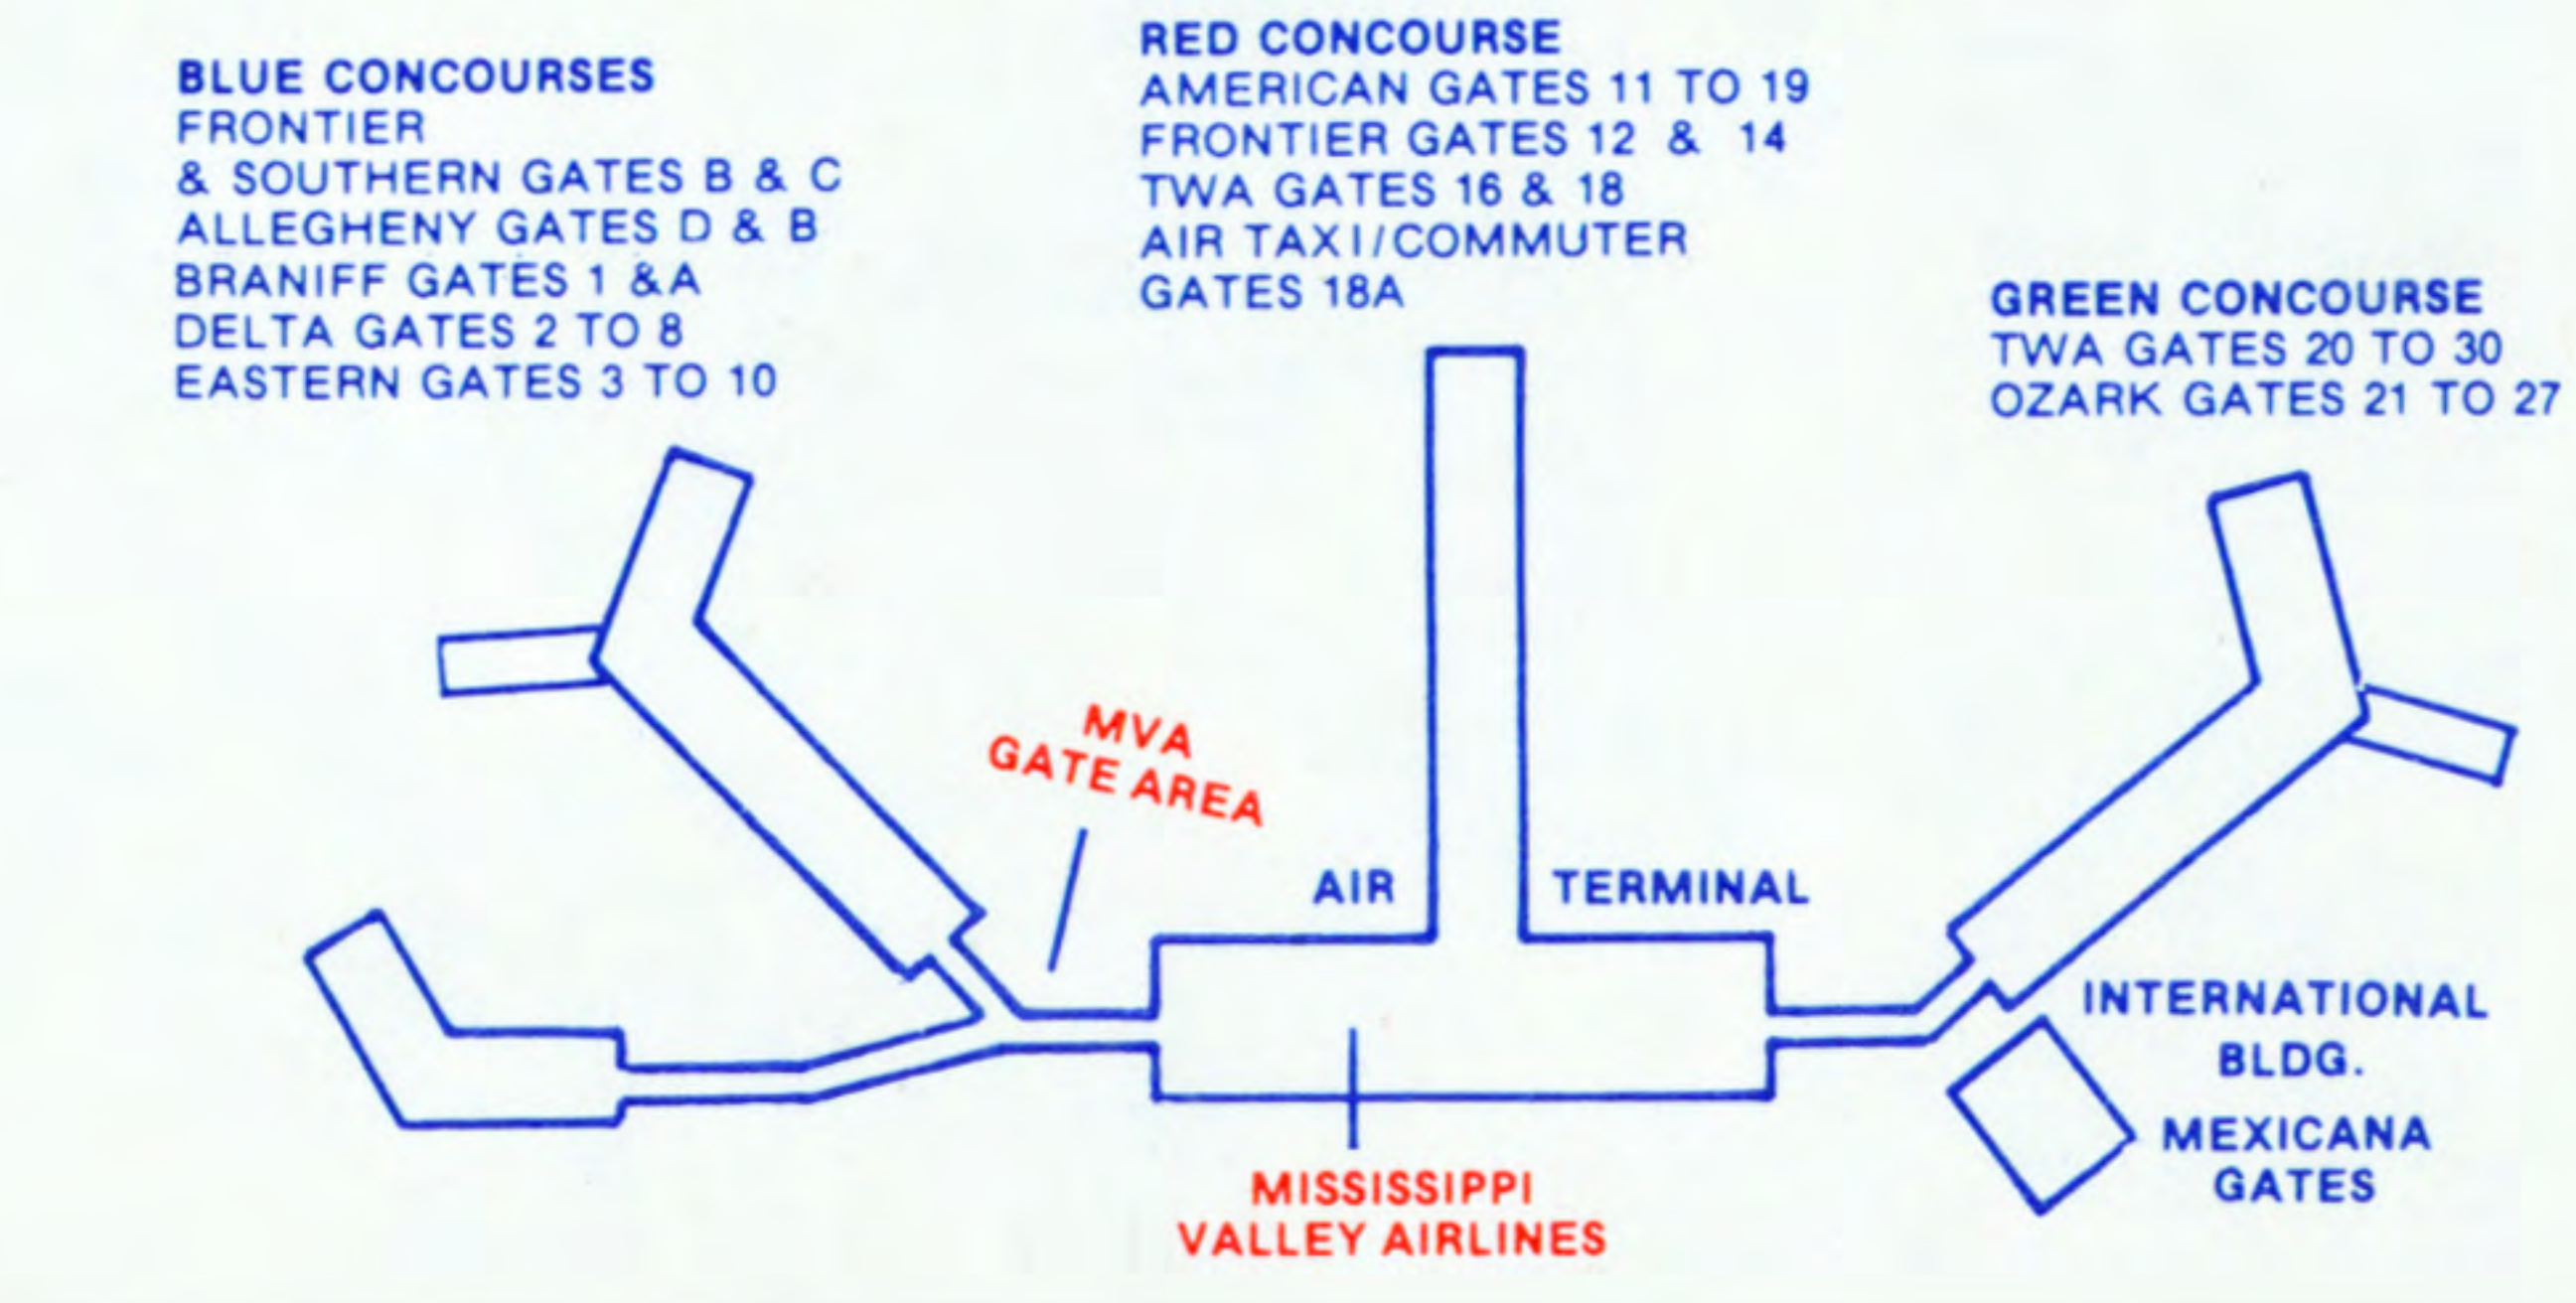 BLUE CONCOURSES
FRONTIER
& SOUTHERN GATES B & C
ALLEGHENY GATES D & B
BRANIFF GATES 1 &A
DELTA GATES 2 TO 8
EASTERN GATES 3 TO 10
RED CONCOURSE
AMERICAN GATES 11 TO 19
FRONTIER GATES 12 & 14
TWA GATES 16 & 18
AIR TAXI/COMMUTER
GATES 18A
GREEN CONCOURSE
TWA GATES 20 TO 30
OZARK GATES 21 TO 27
MVA
GATE AREA
AIR TERMINAL
INTERNATIONAL
BLDG.
MEXICANA
GATES
MISSISSIPPI
VALLEY AIRLINES